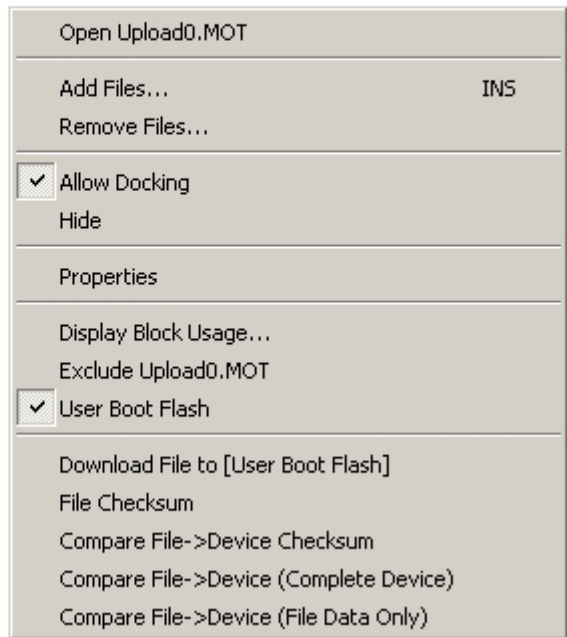 Open Upload0.MOT
Add Files... INS
Remove Files...
Allow Docking
Hide
Properties
Display Block Usage...
Exclude Upload0.MOT
User Boot Flash
Download File to [User Boot Flash]
File Checksum
Compare File->Device Checksum
Compare File->Device (Complete Device)
Compare File->Device (File Data Only)